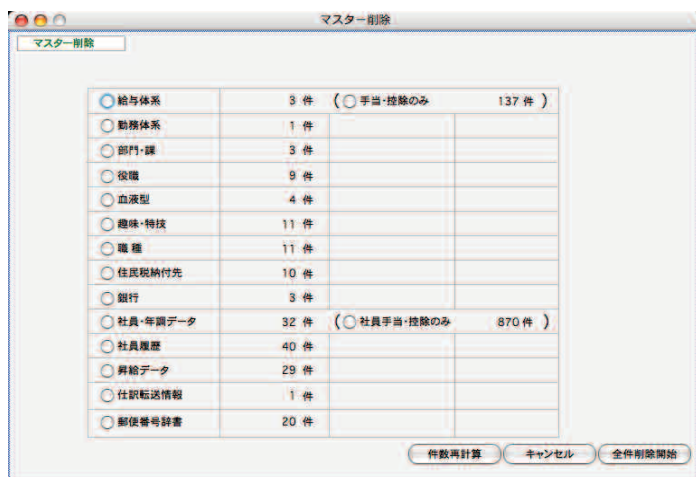 マスター削除
マスター削除
給与体系 3 件 ( 手当・控除のみ 137 件 )
勤務体系 1 件
部門・課 3 件
役職 9 件
血液型 4 件
趣味・特技 11 件
職 種 11 件
住民税納付先 10 件
銀行 3 件
社員・年調データ 32 件 ( 社員手当・控除のみ 870 件 )
社員履歴 40 件
昇給データ 29 件
仕訳転送情報 1 件
郵便番号辞書 20 件
件数再計算 キャンセル 全件削除開始